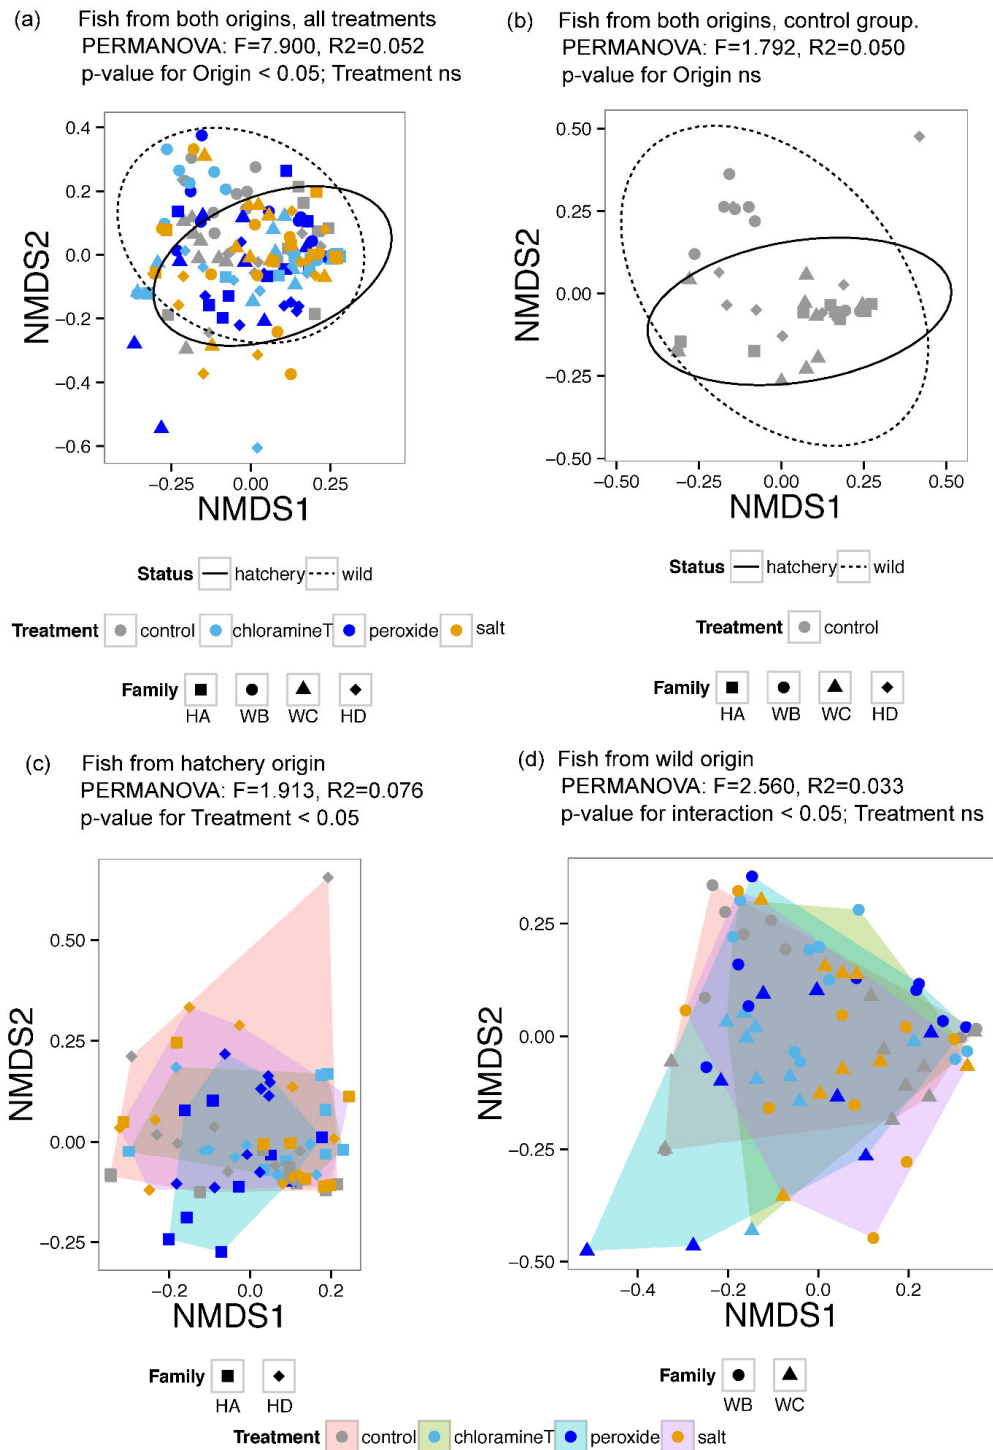 (a) Fish from both origins, all treatments
PERMANOVA: F=7.900, R2=0.052
p-value for Origin < 0.05; Treatment ns
0.4
0.2
0.0
−0.2
−0.4
−0.6
NMDS2
−0.25 0.00 0.25
NMDS1
Status hatchery wild
Treatment control chloramineT peroxide salt
Family
HA WB WC HD
(b) Fish from both origins, control group.
PERMANOVA: F=1.792, R2=0.050
p-value for Origin ns
0.50
0.25
0.00
−0.25
−0.50
NMDS2
−0.50 −0.25 0.00 0.25 0.50
NMDS1
Status hatchery wild
Treatment control
Family
HA WB WC HD
(c) Fish from hatchery origin
PERMANOVA: F=1.913, R2=0.076
p-value for Treatment < 0.05
0.50
0.25
0.00
−0.25
NMDS2
−0.2 0.0 0.2
NMDS1
Family
HA HD
(d) Fish from wild origin
PERMANOVA: F=2.560, R2=0.033
p-value for interaction < 0.05; Treatment ns
0.25
0.00
−0.25
−0.50
NMDS2
−0.4 −0.2 0.0 0.2
NMDS1
Family
WB WC
Treatment control chloramineT peroxide salt